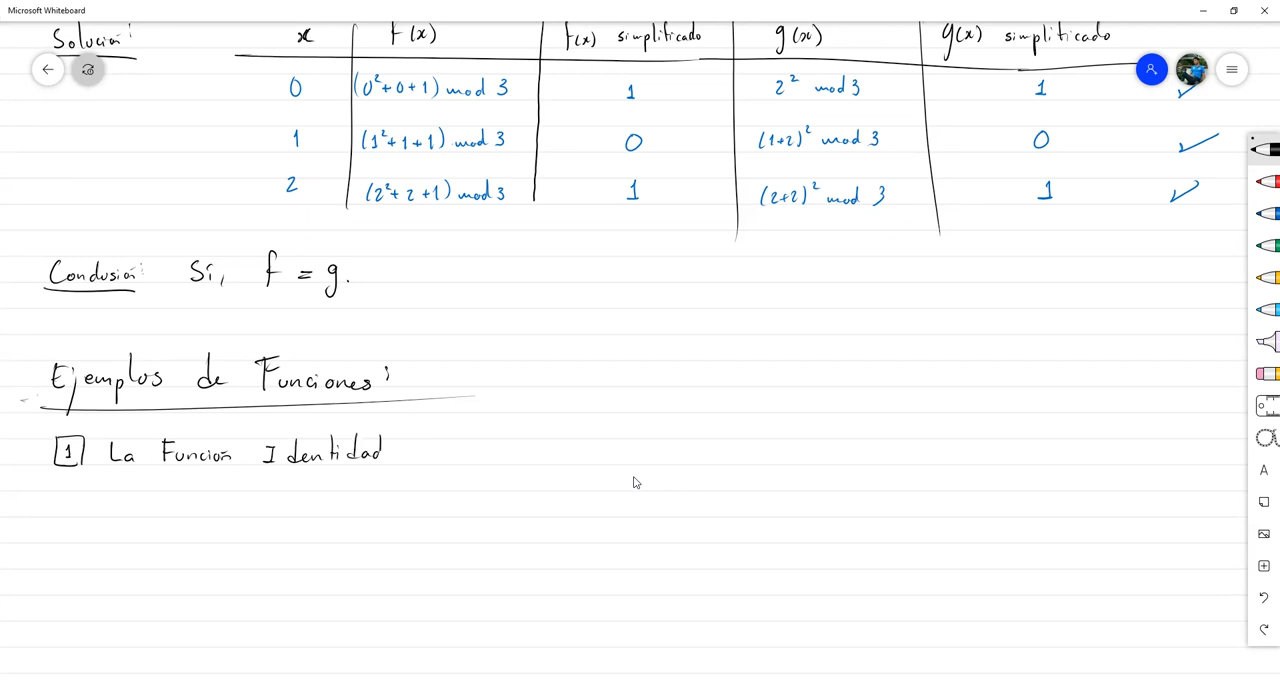 Microsoft Whiteboard
Solución: x f(x) f(x) simplificado g(x) g(x) simplificado
0 (0²+0+1) mod 3 1 2² mod 3 1 ✓
1 (1²+1+1) mod 3 0 (1+2)² mod 3 0 ✓
2 (2²+2+1) mod 3 1 (2+2)² mod 3 1 ✓
Conclusión: Sí, f = g.
Ejemplos de Funciones:
1 La Función Identidad
A